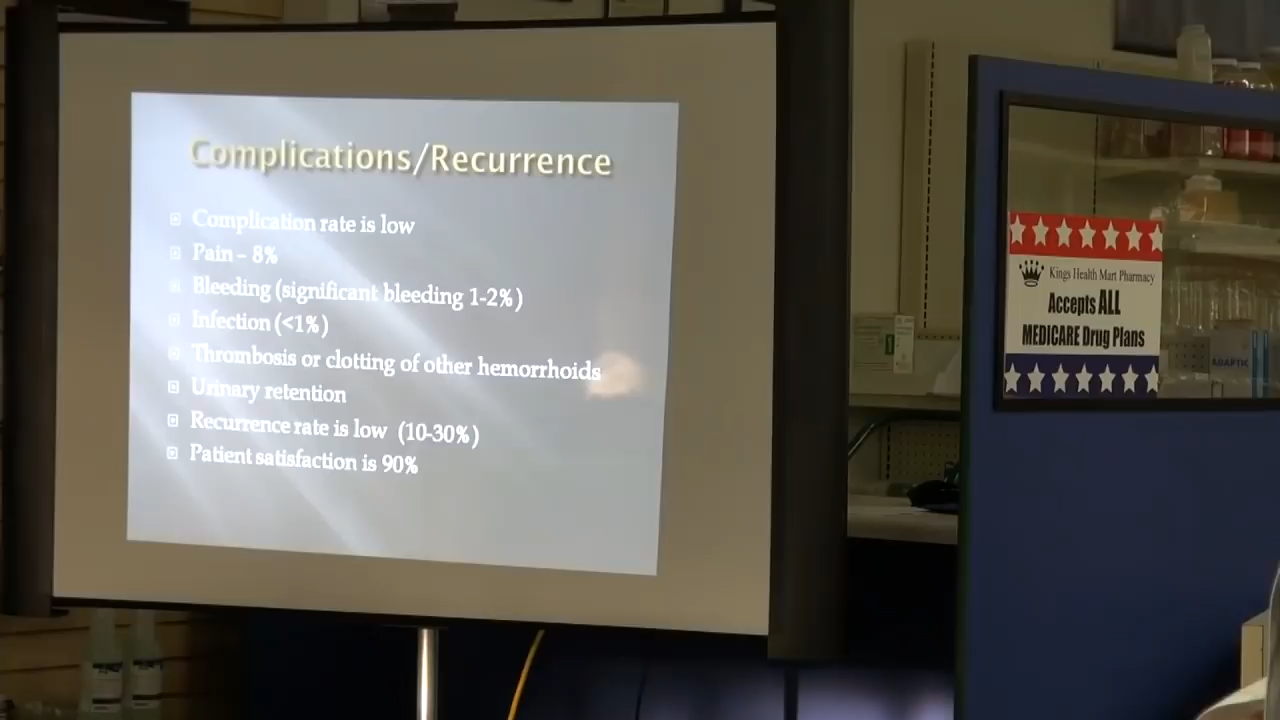 Complications/Recurrence
Complication rate is low
Pain – 8%
Bleeding (significant bleeding 1-2%)
Infection (<1%)
Thrombosis or clotting of other hemorrhoids
Urinary retention
Recurrence rate is low (10-30%)
Patient satisfaction is 90%
Kings Health Mart Pharmacy
Accepts ALL
MEDICARE Drug Plans
ADAPTIC